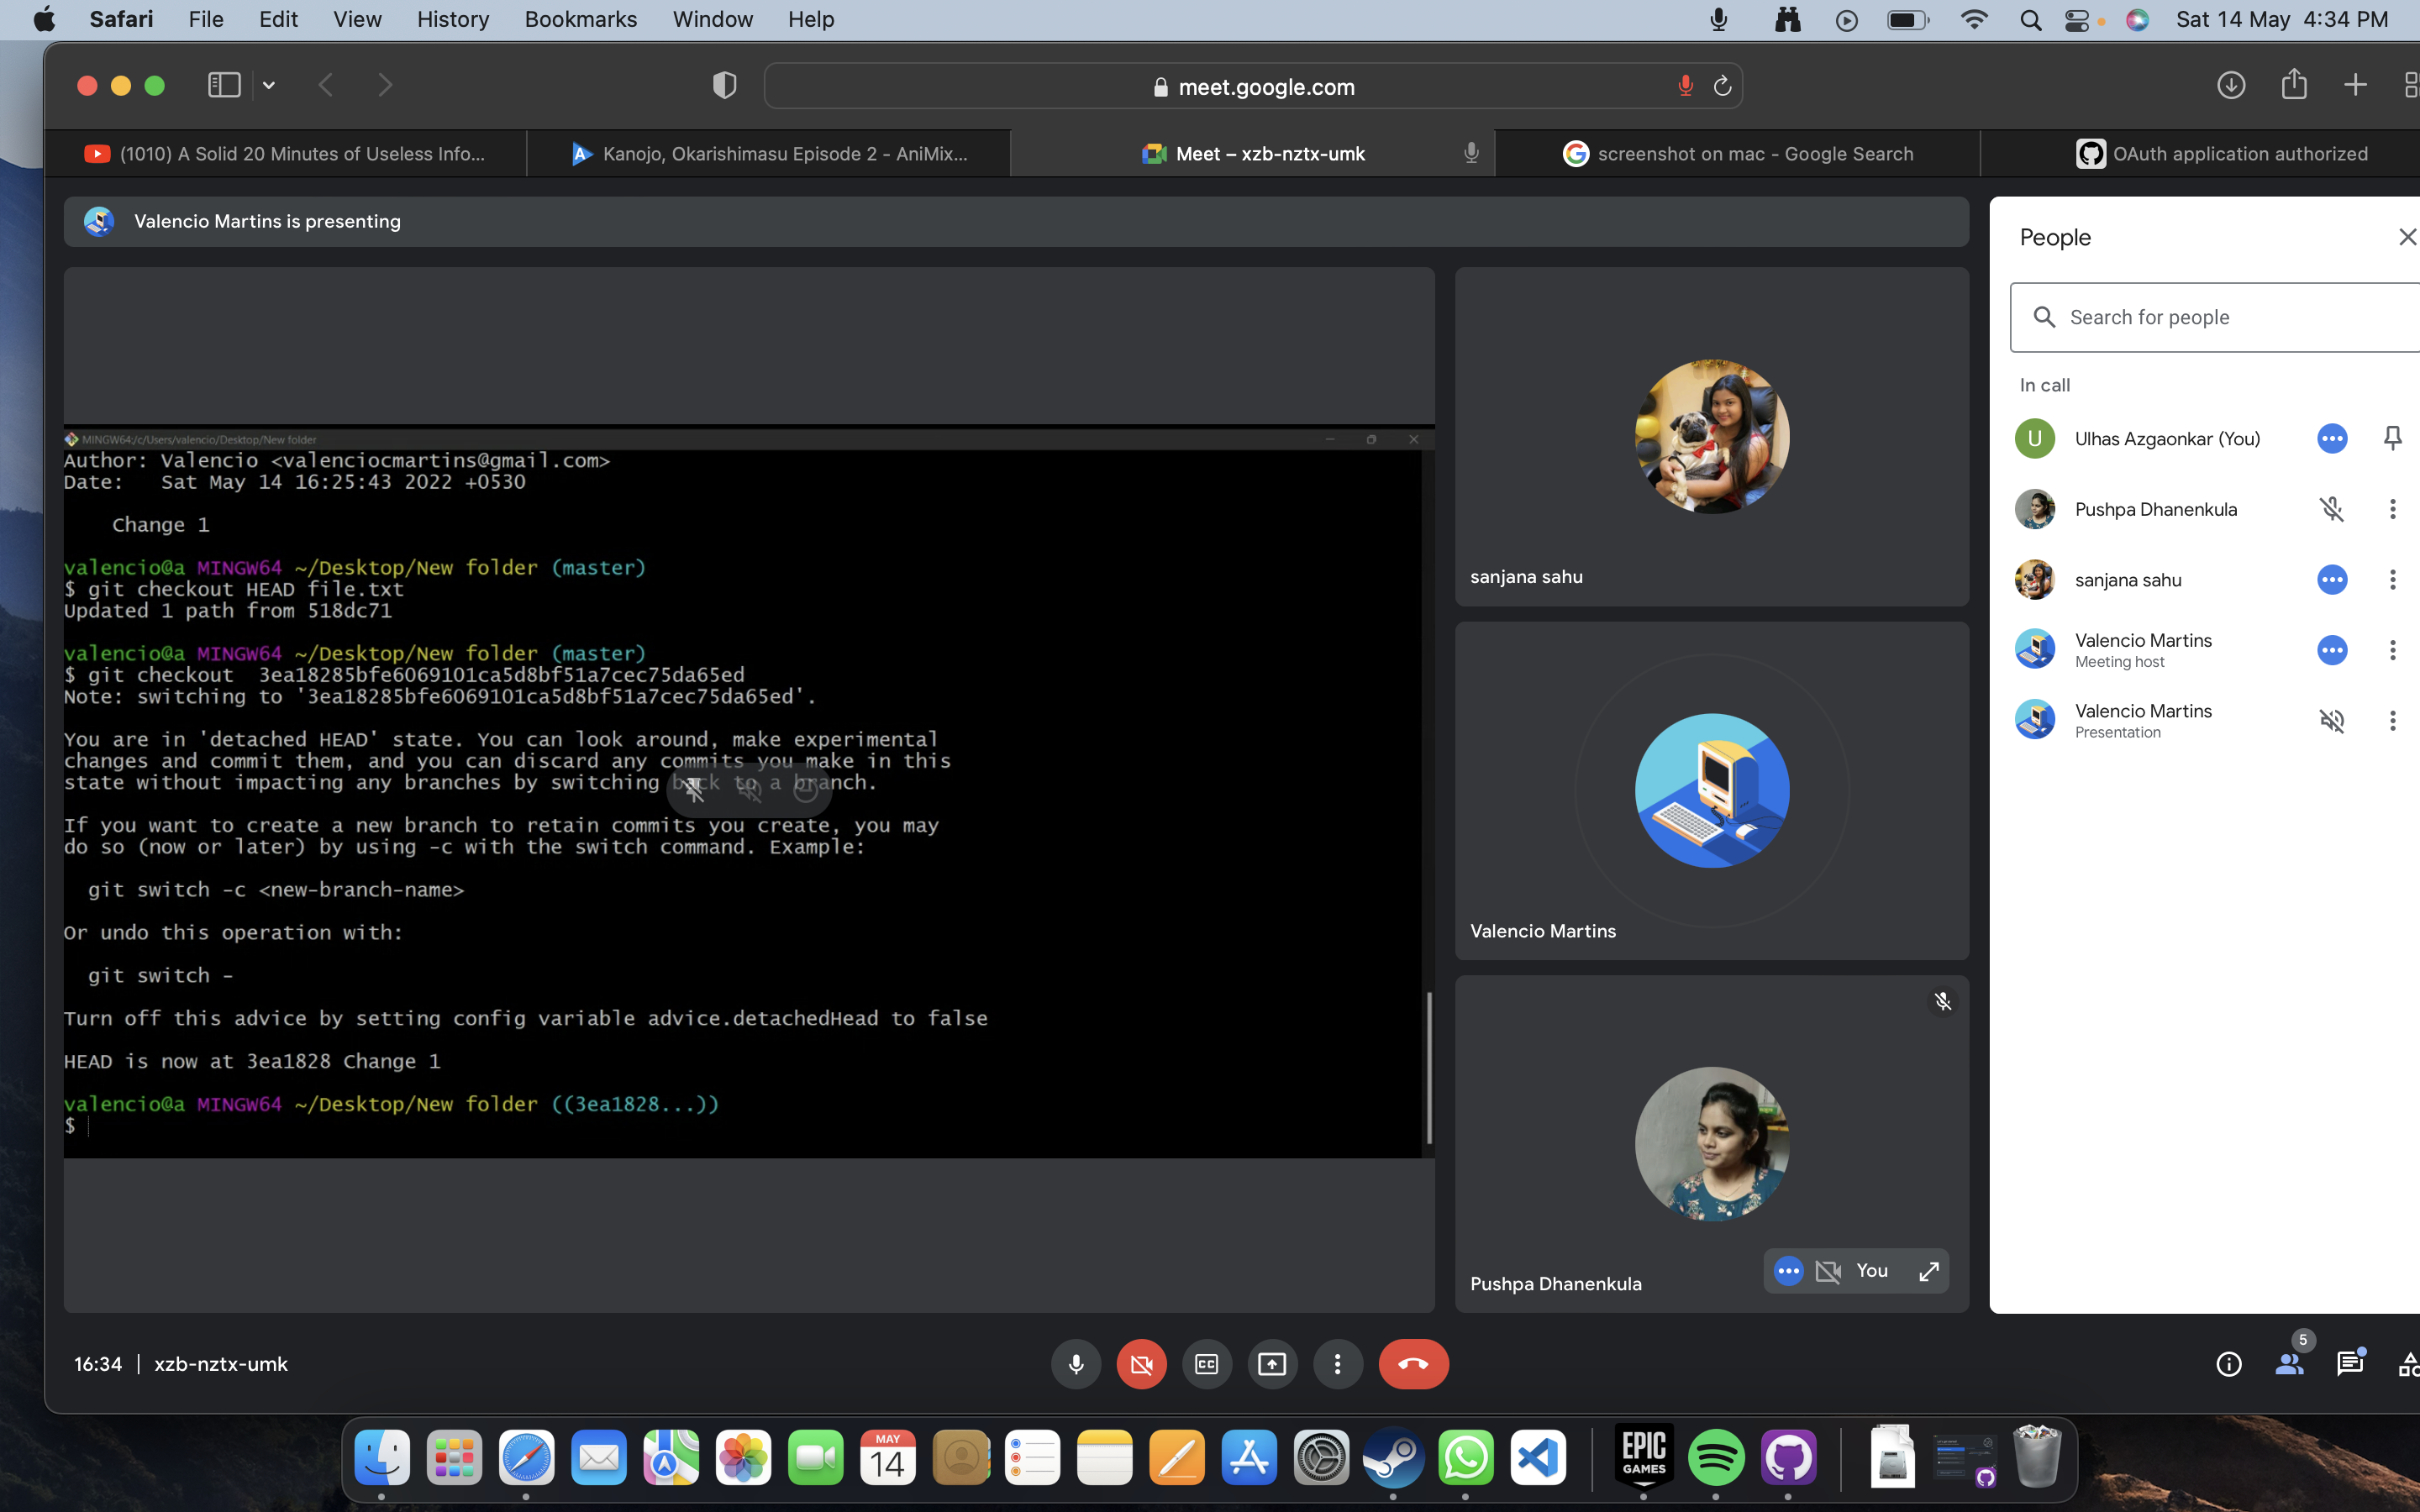 Safari File Edit View History Bookmarks Window Help Sat 14 May 4:34 PM
meet.google.com
(1010) A Solid 20 Minutes of Useless Info... Kanojo, Okarishimasu Episode 2 - AniMix... Meet – xzb-nztx-umk screenshot on mac - Google Search OAuth application authorized
Valencio Martins is presenting
MINGW64:/c/Users/valencio/Desktop/New folder
Author: Valencio <valenciocmartins@gmail.com>
Date:   Sat May 14 16:25:43 2022 +0530
Change 1
valencio@a MINGW64 ~/Desktop/New folder (master)
$ git checkout HEAD file.txt
Updated 1 path from 518dc71
valencio@a MINGW64 ~/Desktop/New folder (master)
$ git checkout  3ea18285bfe6069101ca5d8bf51a7cec75da65ed
Note: switching to '3ea18285bfe6069101ca5d8bf51a7cec75da65ed'.
You are in 'detached HEAD' state. You can look around, make experimental
changes and commit them, and you can discard any commits you make in this
state without impacting any branches by switching back to a branch.
If you want to create a new branch to retain commits you create, you may
do so (now or later) by using -c with the switch command. Example:
git switch -c <new-branch-name>
Or undo this operation with:
git switch -
Turn off this advice by setting config variable advice.detachedHead to false
HEAD is now at 3ea1828 Change 1
valencio@a MINGW64 ~/Desktop/New folder ((3ea1828...))
$
sanjana sahu
Valencio Martins
Pushpa Dhanenkula
You
People
Search for people
In call
U
Ulhas Azgaonkar (You)
Pushpa Dhanenkula
sanjana sahu
Valencio Martins
Meeting host
Valencio Martins
Presentation
16:34 | xzb-nztx-umk
CC
5
MAY
14
EPIC
GAMES